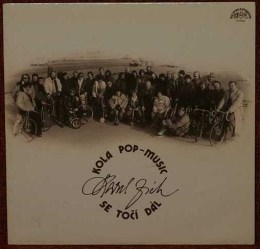 KOLA POP-MUSIC
Karel Zich
SE TOČÍ DÁL